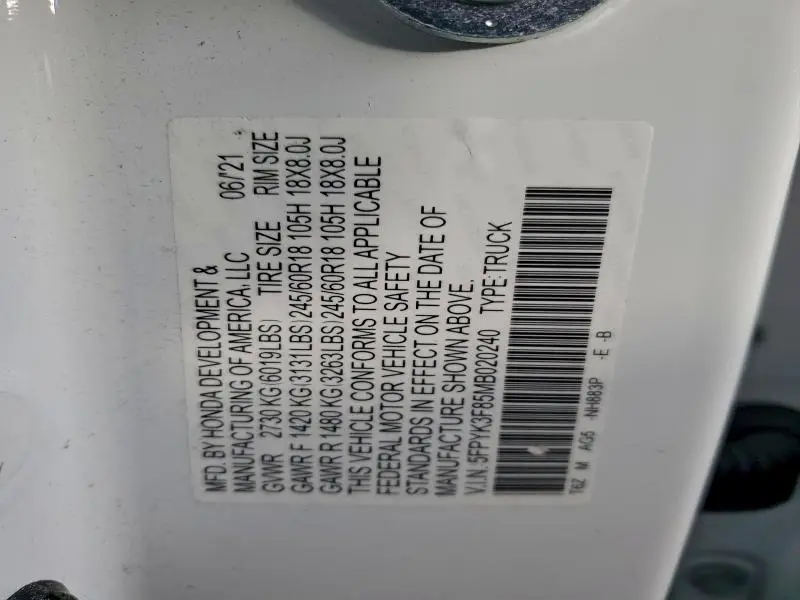 MFD. BY HONDA DEVELOPMENT &
MANUFACTURING OF AMERICA, LLC 06/'21
GVWR 2730 KG(6019LBS) TIRE SIZE RIM SIZE
GAWR F 1420 KG(3131LBS)245/60R18 105H 18X8.0J
GAWR R 1480 KG(3263LBS)245/60R18 105H 18X8.0J
THIS VEHICLE CONFORMS TO ALL APPLICABLE
FEDERAL MOTOR VEHICLE SAFETY
STANDARDS IN EFFECT ON THE DATE OF
MANUFACTURE SHOWN ABOVE.
V.I.N: 5FPYK3F85MB020240 TYPE:TRUCK
T6Z M AG5 -NH883P -E -B